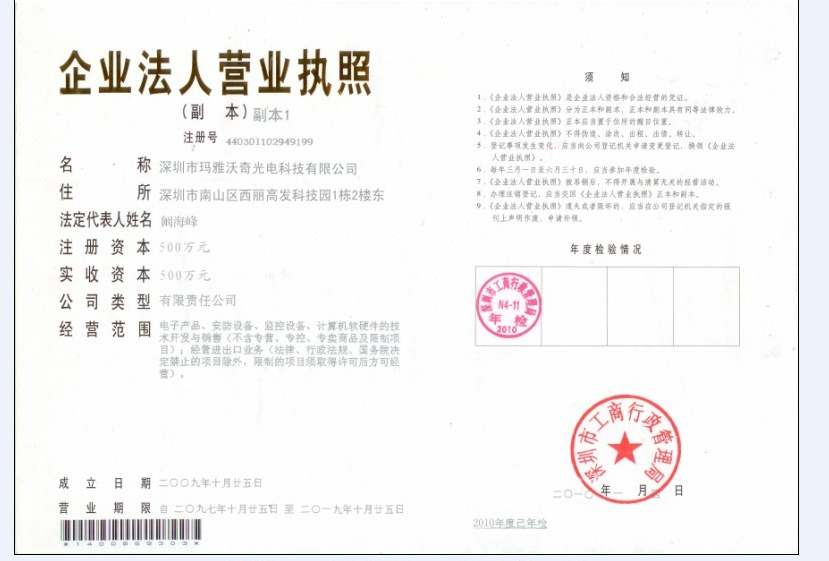 企业法人营业执照
（副 本）副本1
注册号 440301102949199
名 称 深圳市玛雅沃奇光电科技有限公司
住 所 深圳市南山区西丽高发科技园1栋2楼东
法定代表人姓名 阚海峰
注 册 资 本 500万元
实 收 资 本 500万元
公 司 类 型 有限责任公司
经 营 范 围 电子产品、安防设备、监控设备、计算机软硬件的技
术开发与销售（不含专营、专控、专卖商品及限制项
目）；经营进出口业务（法律、行政法规、国务院决
定禁止的项目除外，限制的项目须取得许可后方可经
营）。
成 立 日 期 二〇〇九年十月廿五日
营 业 期 限 自 二〇〇九年十月廿五日 至 二〇一九年十月廿五日
须 知
1．《企业法人营业执照》是企业法人资格和合法经营的凭证。
2．《企业法人营业执照》分为正本和副本，正本和副本具有同等法律效力。
3．《企业法人营业执照》正本应当置于住所的醒目位置。
4．《企业法人营业执照》不得伪造、涂改、出租、出借、转让。
5．登记事项发生变化，应当向公司登记机关申请变更登记，换领《企业法
人营业执照》。
6．每年三月一日至六月三十日，应当参加年度检验。
7．《企业法人营业执照》被吊销后，不得开展与清算无关的经营活动。
8．办理注销登记，应当交回《企业法人营业执照》正本和副本。
9．《企业法人营业执照》遗失或者毁坏的，应当在公司登记机关指定的报
刊上声明作废，申请补领。
年度检验情况
深圳市工商行政管理局
N4-11
年 检
2010
深圳市工商行政管理局
二〇一〇年 月 日
2010年度已年检